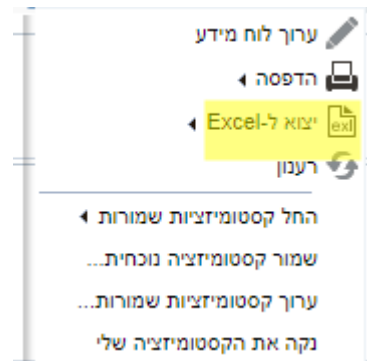 ערוך לוח מידע
הדפסה
יצוא ל-Excel
exl
רענון
החל קסטומיזציות שמורות
שמור קסטומיזציה נוכחית...
ערוך קסטומיזציות שמורות...
נקה את הקסטומיזציה שלי